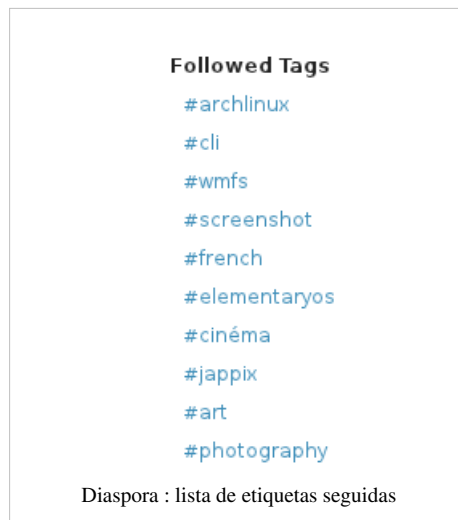 Followed Tags
#archlinux
#cli
#wmfs
#screenshot
#french
#elementaryos
#cinéma
#jappix
#art
#photography
Diaspora : lista de etiquetas seguidas